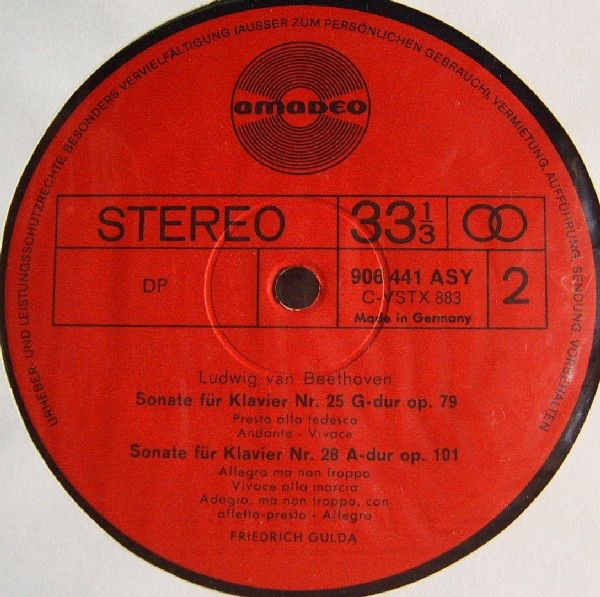 URHEBER- UND LEISTUNGSSCHUTZRECHTE, BESONDERS VERVIELFÄLTIGUNG (AUSSER ZUM PERSÖNLICHEN GEBRAUCH), VERMIETUNG, AUFFÜHRUNG, SENDUNG VORBEHALTEN
amadeo
STEREO 33 1/3
DP 906 441 ASY 2
C-VSTX 883
Made in Germany
Ludwig van Beethoven
Sonate für Klavier Nr. 25 G-dur op. 79
Presto alla tedesca
Andante - Vivace
Sonate für Klavier Nr. 28 A-dur op. 101
Allegro ma non troppo
Vivace alla marcia
Adagio, ma non troppo, con
affetto-presto - Allegro
FRIEDRICH GULDA